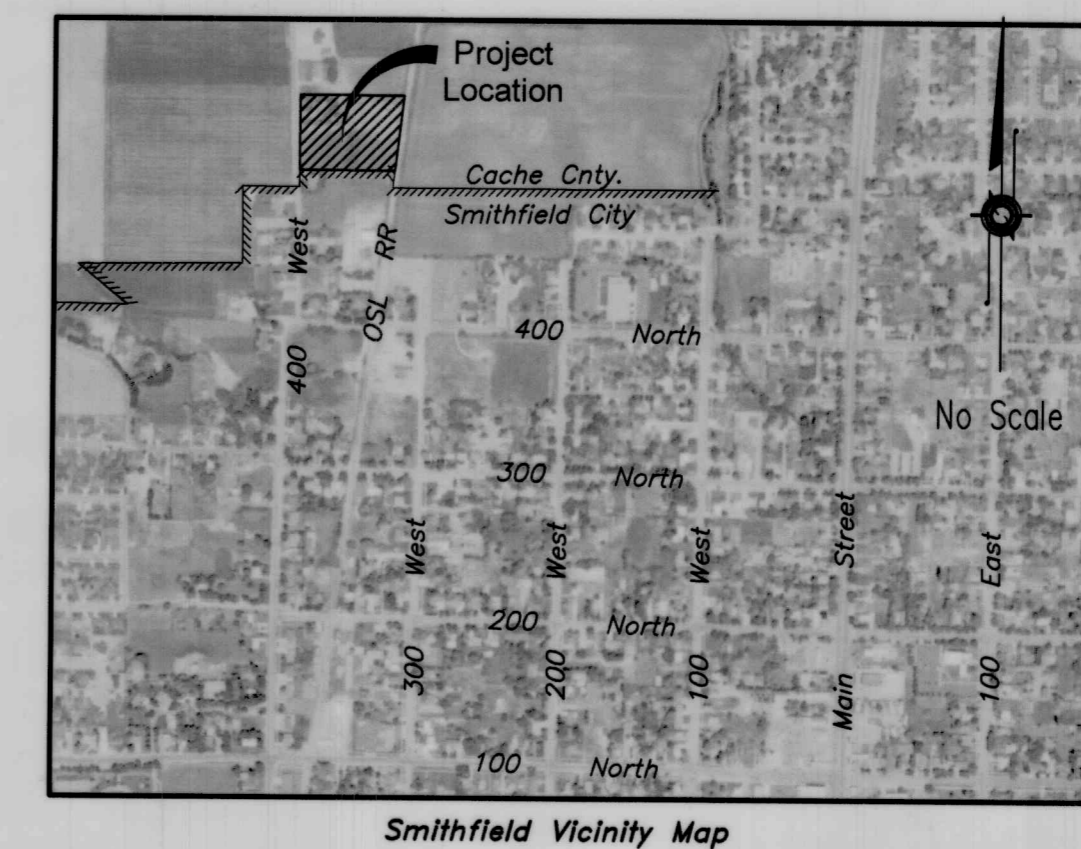 Project
Location
Cache Cnty.
Smithfield City
West
400
OSL RR
400 North
No Scale
300 North
West
300
West
200
West
100
Street
Main
East
100
200 North
100 North
Smithfield Vicinity Map